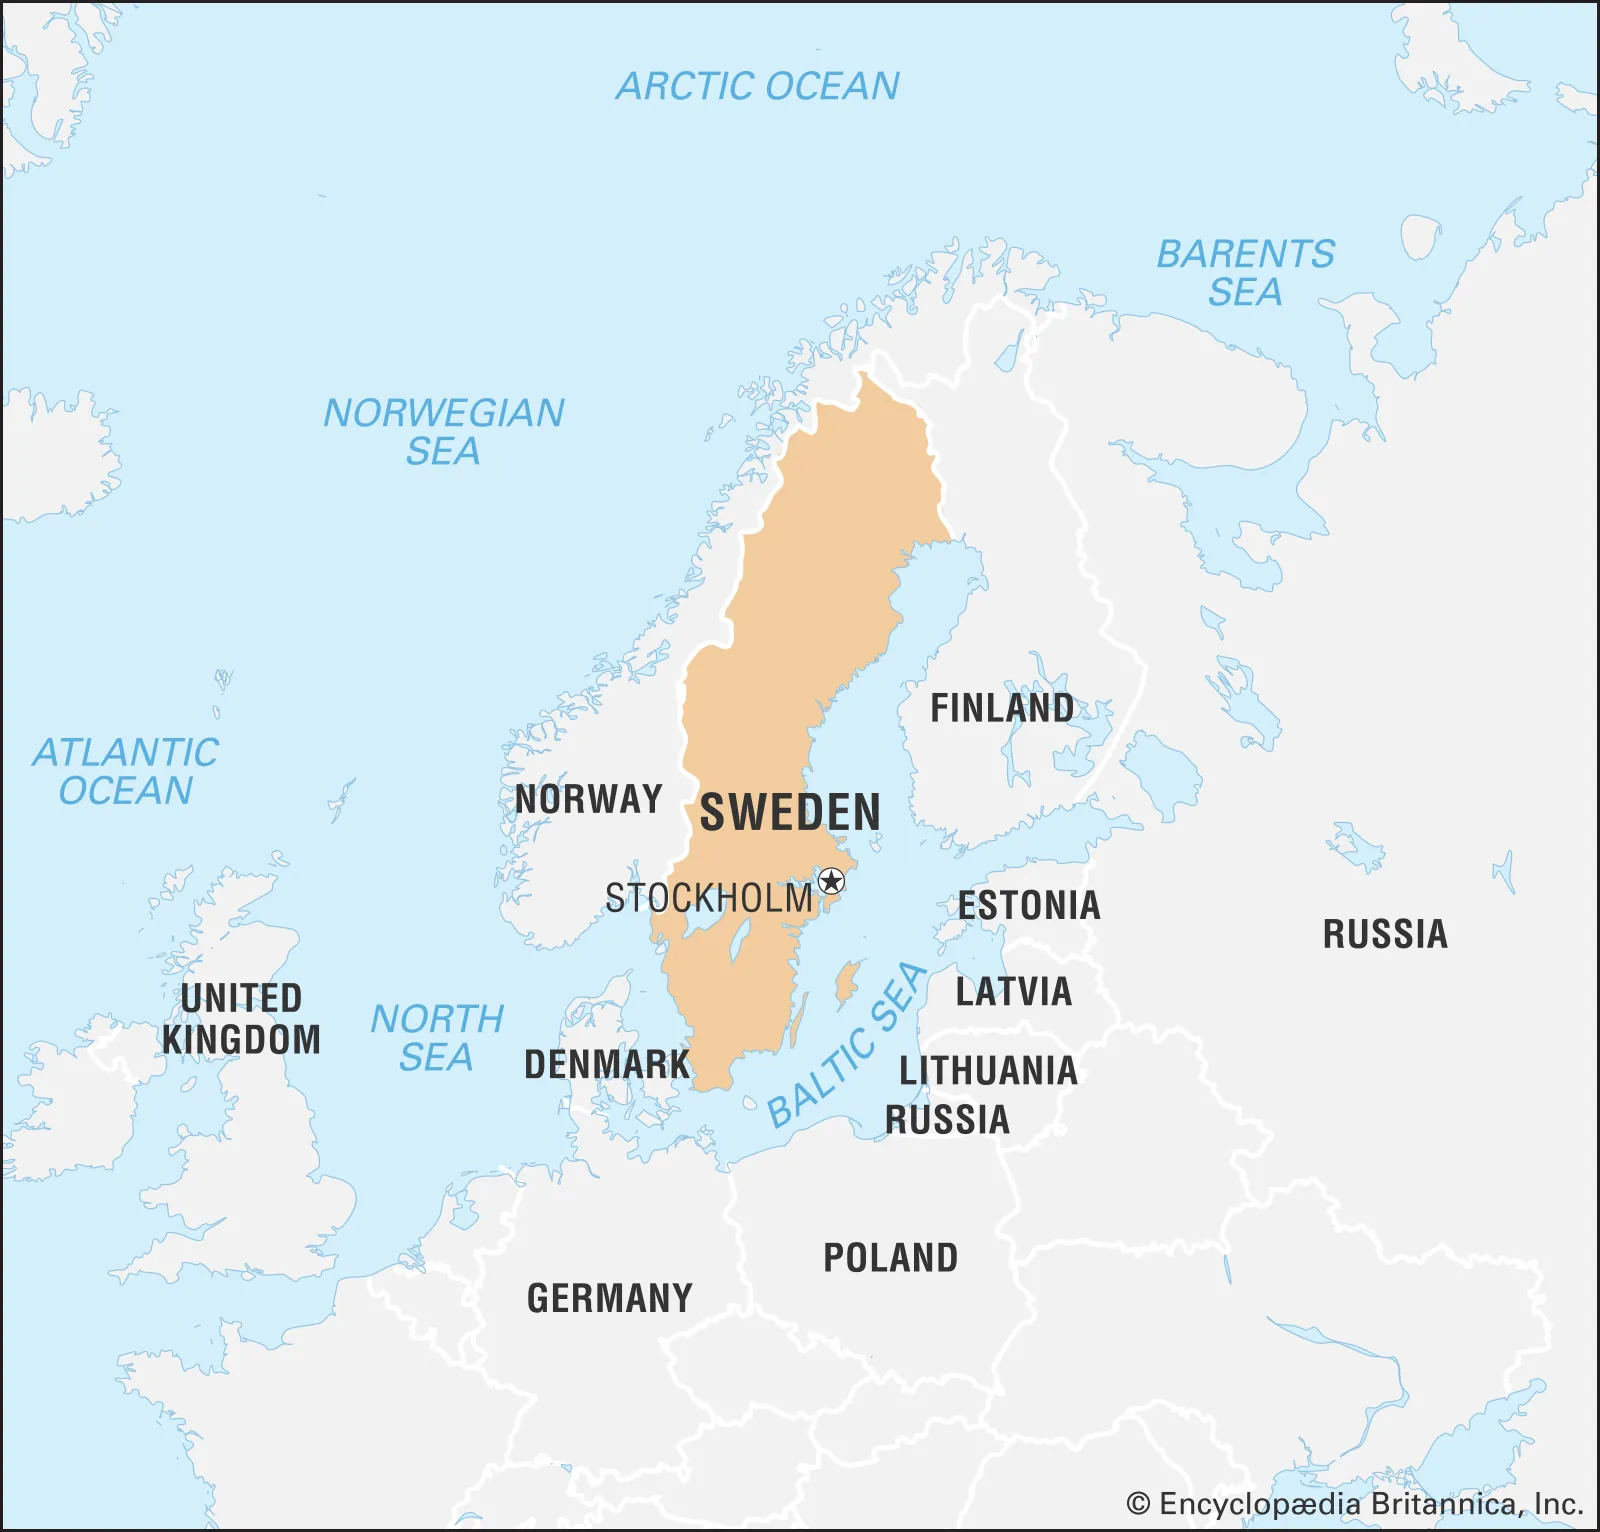 ARCTIC OCEAN
BARENTS
SEA
NORWEGIAN
SEA
ATLANTIC
OCEAN
FINLAND
NORWAY
SWEDEN
STOCKHOLM
ESTONIA
RUSSIA
LATVIA
UNITED
KINGDOM
NORTH
SEA
DENMARK
BALTIC SEA
LITHUANIA
RUSSIA
POLAND
GERMANY
© Encyclopædia Britannica, Inc.